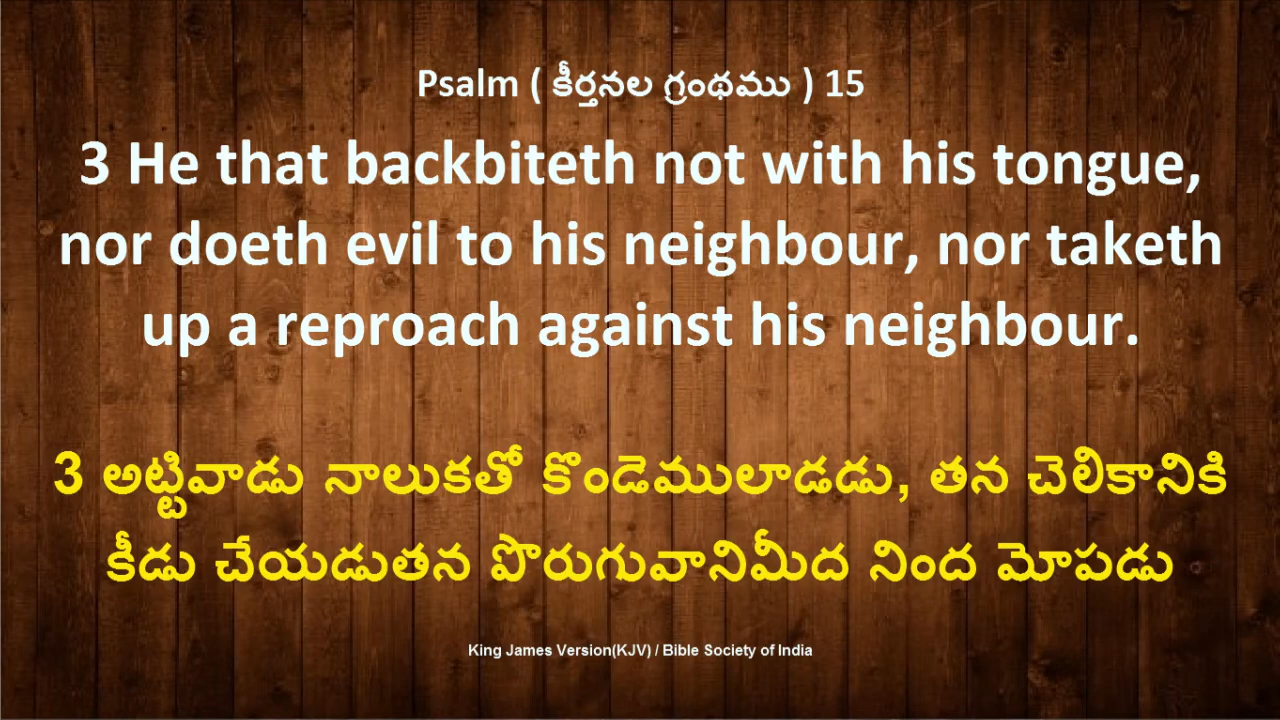 Psalm ( కీర్తనల గ్రంథము ) 15
3 He that backbiteth not with his tongue,
nor doeth evil to his neighbour, nor taketh
up a reproach against his neighbour.
3 అట్టివాడు నాలుకతో కొండెములాడడు, తన చెలికానికి
కీడు చేయడుతన పొరుగువానిమీద నింద మోపడు
King James Version(KJV) / Bible Society of India